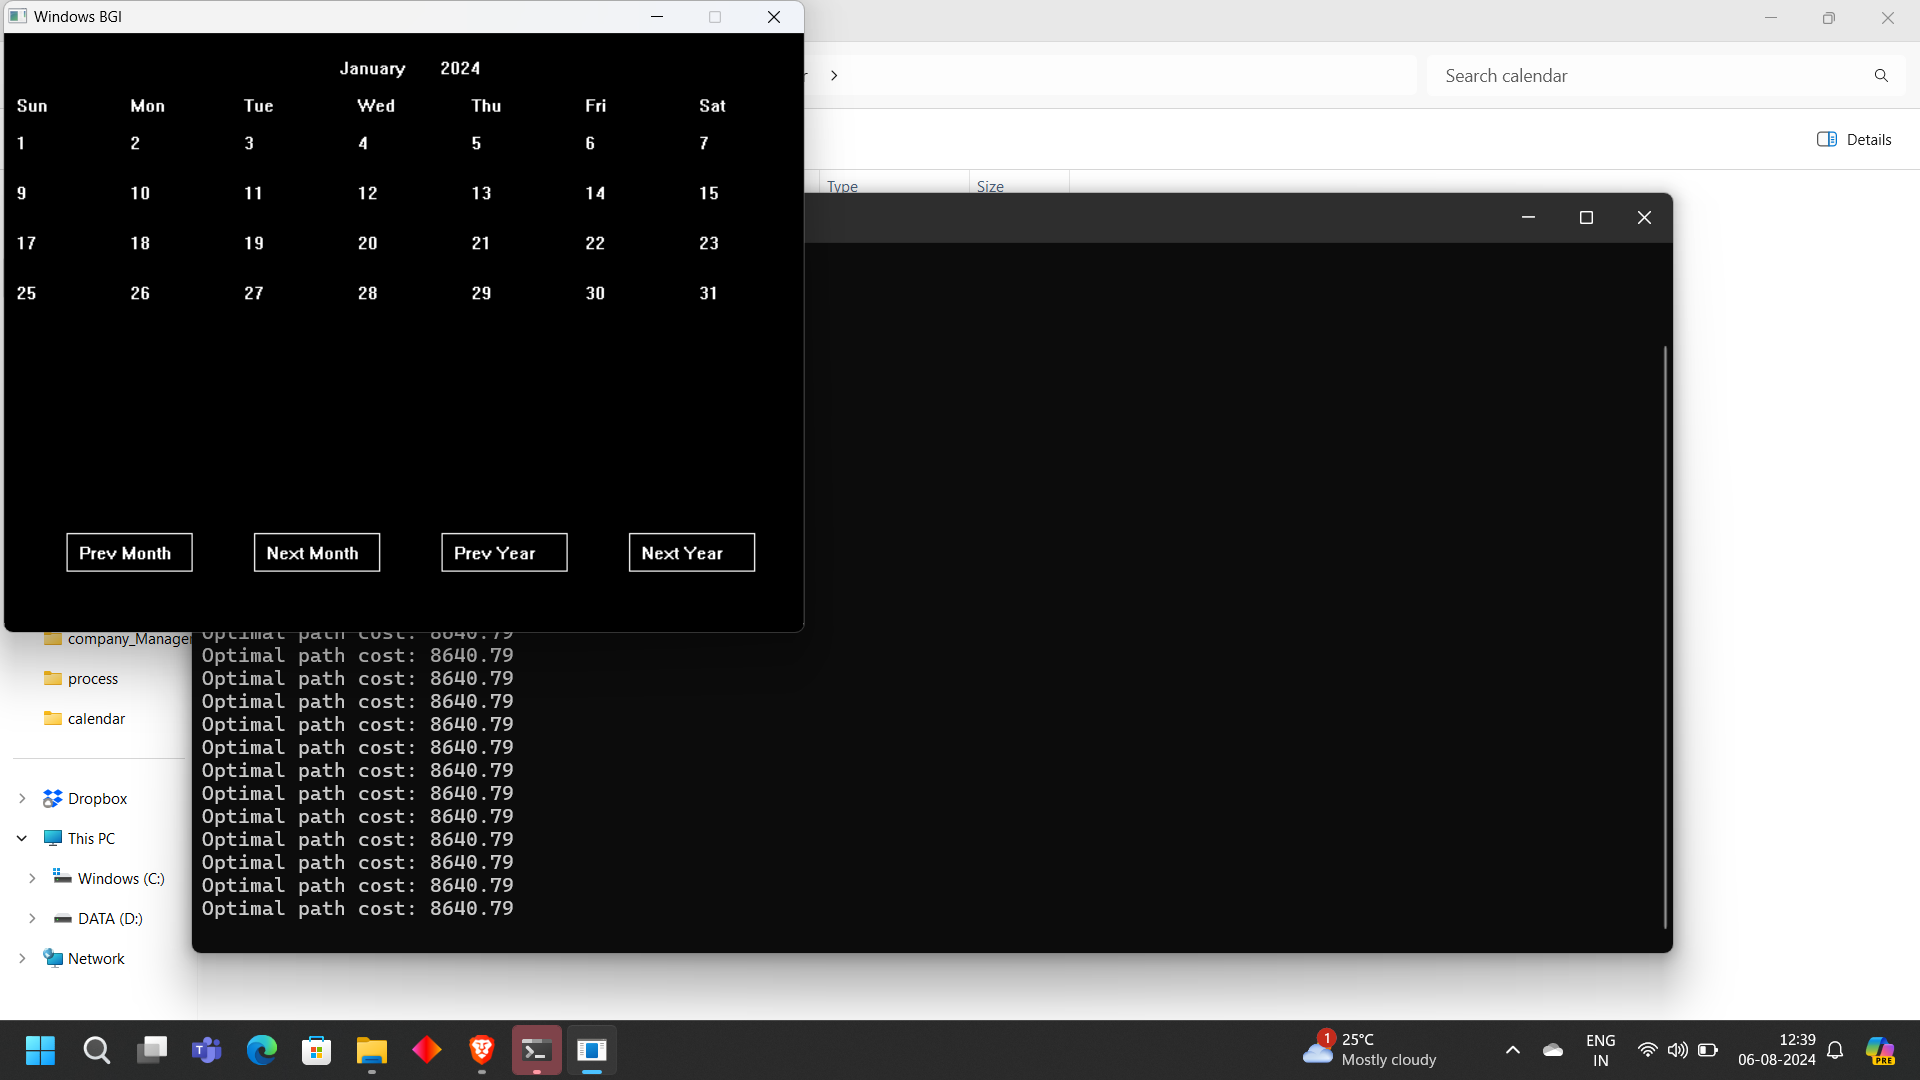 Windows BGI
January 2024
Sun Mon Tue Wed Thu Fri Sat
1 2 3 4 5 6 7
9 10 11 12 13 14 15
17 18 19 20 21 22 23
25 26 27 28 29 30 31
Prev Month Next Month Prev Year Next Year
Search calendar
Details
Type Size
Optimal path cost: 8640.79
Optimal path cost: 8640.79
Optimal path cost: 8640.79
Optimal path cost: 8640.79
Optimal path cost: 8640.79
Optimal path cost: 8640.79
Optimal path cost: 8640.79
Optimal path cost: 8640.79
Optimal path cost: 8640.79
Optimal path cost: 8640.79
Optimal path cost: 8640.79
Optimal path cost: 8640.79
Optimal path cost: 8640.79
company_Manager
process
calendar
Dropbox
This PC
Windows (C:)
DATA (D:)
Network
1
25°C
Mostly cloudy
ENG
IN
12:39
06-08-2024
PRE